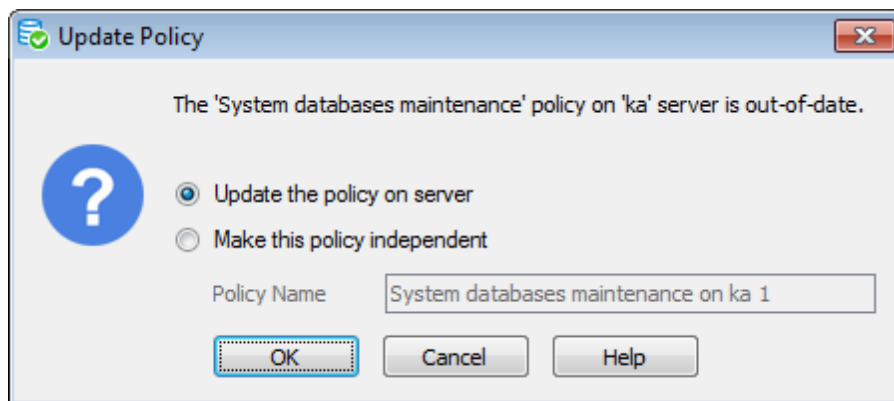 Update Policy
The 'System databases maintenance' policy on 'ka' server is out-of-date.
Update the policy on server
Make this policy independent
Policy Name System databases maintenance on ka 1
OK Cancel Help